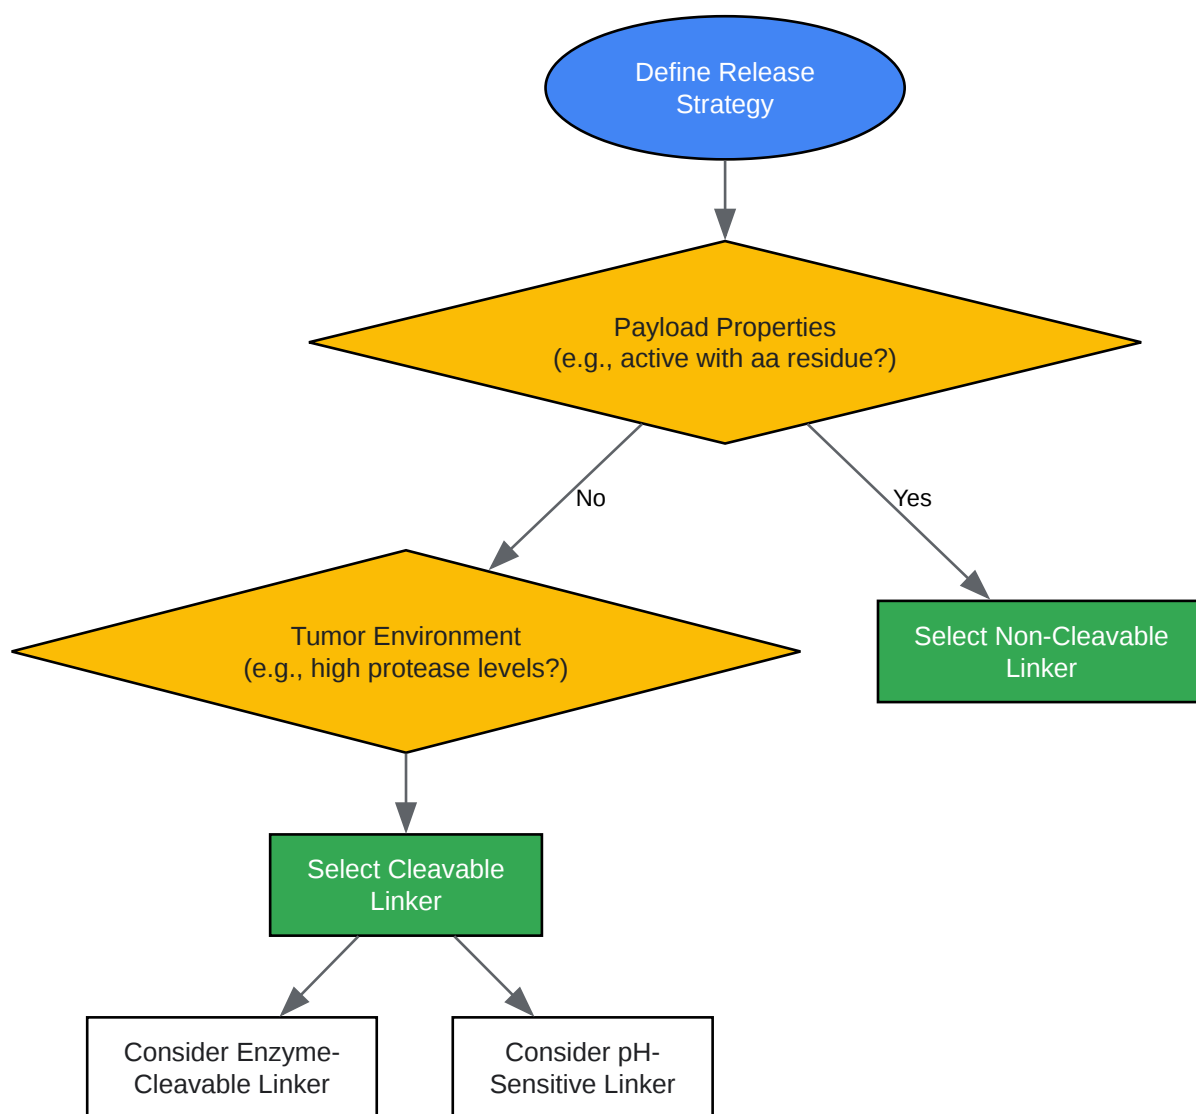 Define Release
Strategy
Payload Properties
(e.g., active with aa residue?)
No
Yes
Tumor Environment
(e.g., high protease levels?)
Select Non-Cleavable
Linker
Select Cleavable
Linker
Consider Enzyme-
Cleavable Linker
Consider pH-
Sensitive Linker